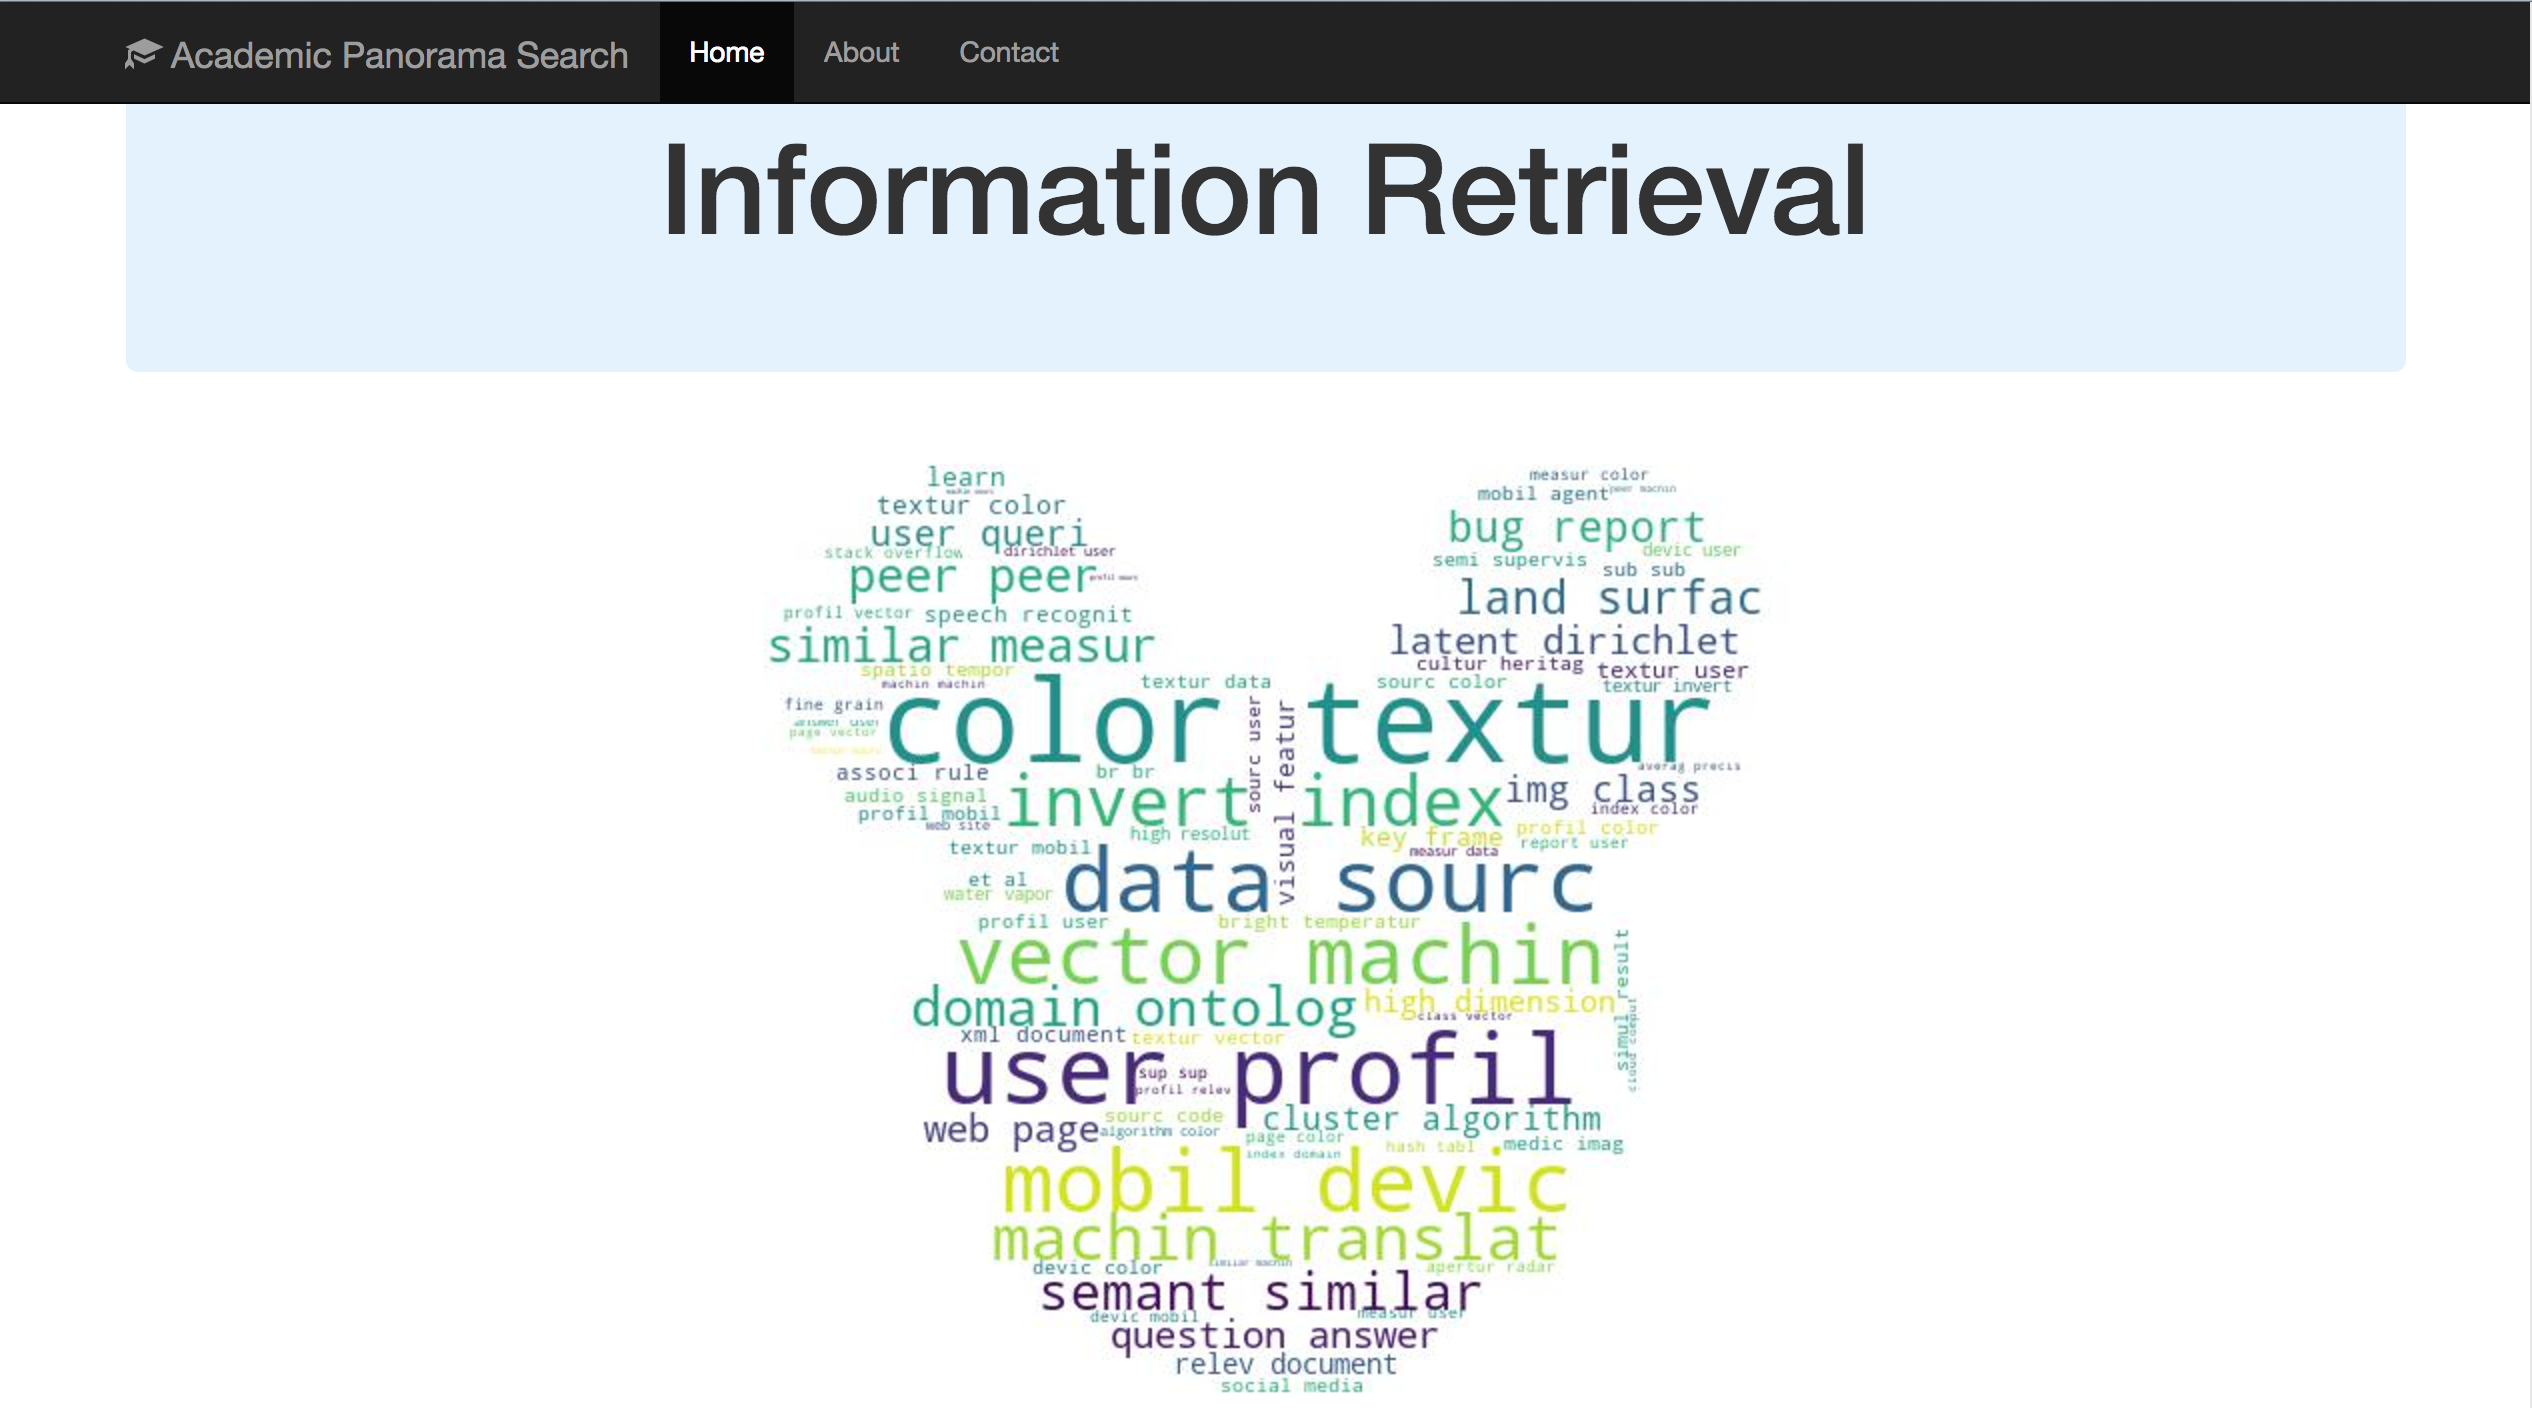 Academic Panorama Search
Home
About
Contact
Information Retrieval
learn
textur color
user queri
stack overflow
dirichlet user
peer peer
profil vector
speech recognit
similar measur
spatio tempor
machin machin
measur color
mobil agent
peer machin
bug report
devic user
semi supervis
sub sub
land surfac
latent dirichlet
cultur heritag
textur user
textur data
sourc color
textur invert
fine grain
color textur
answer user
page vector
sourc user
visual featur
associ rule
br br
averag precis
audio signal
invert index
img class
profil mobil
index color
web site
high resolut
key frame
profil color
textur mobil
measur data
report user
et al
data sourc
water vapor
profil user
bright temperatur
vector machin
simul result
domain ontolog
high dimension
class vector
cloud comput
xml document
textur vector
user profil
sup sup
profil relev
sourc code
cluster algorithm
web page
algorithm color
page color
hash tabl
medic imag
index domain
mobil devic
machin translat
devic color
similar machin
apertur radar
semant similar
devic mobil
measur user
question answer
relev document
social media